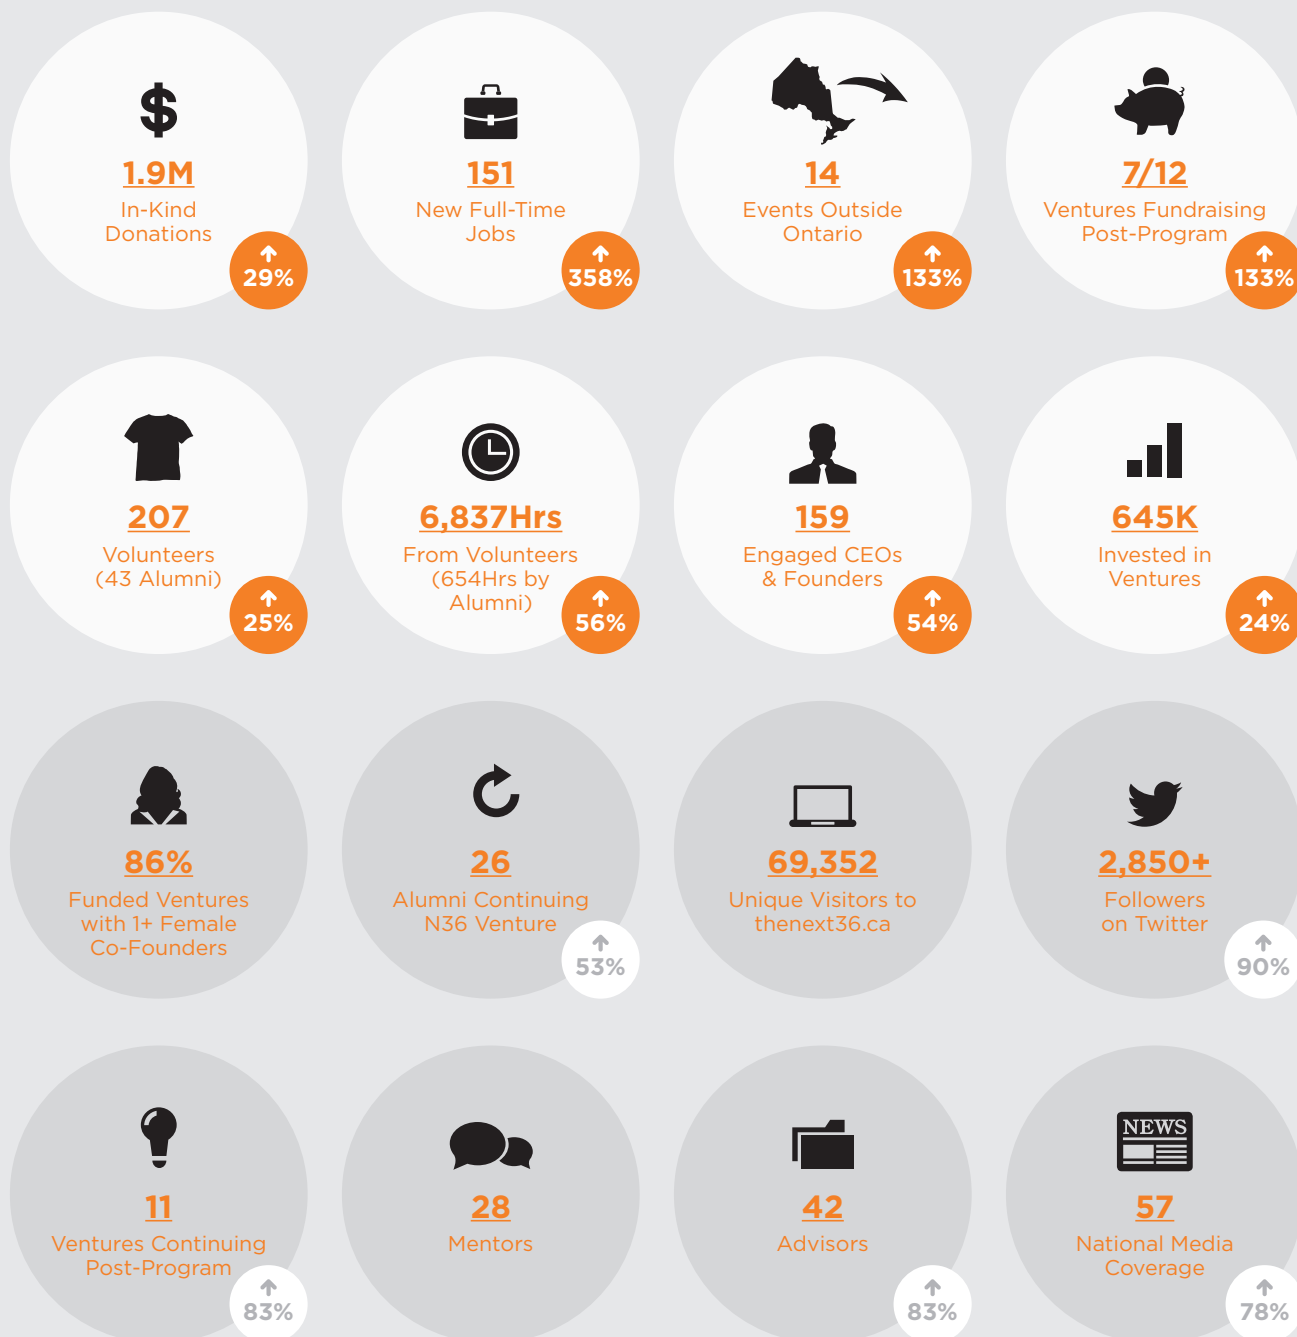 1.9M
In-Kind
Donations
29%
151
New Full-Time
Jobs
358%
14
Events Outside
Ontario
133%
7/12
Ventures Fundraising
Post-Program
133%
207
Volunteers
(43 Alumni)
25%
6,837Hrs
From Volunteers
(654Hrs by
Alumni)
56%
159
Engaged CEOs
& Founders
54%
645K
Invested in
Ventures
24%
86%
Funded Ventures
with 1+ Female
Co-Founders
26
Alumni Continuing
N36 Venture
53%
69,352
Unique Visitors to
thenext36.ca
2,850+
Followers
on Twitter
90%
11
Ventures Continuing
Post-Program
83%
28
Mentors
42
Advisors
83%
NEWS
57
National Media
Coverage
78%